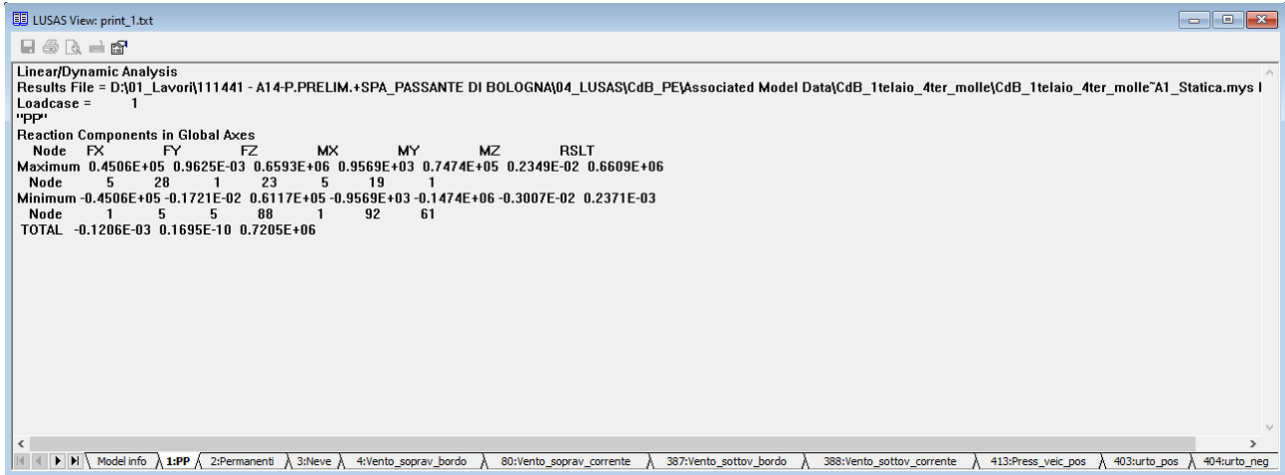 LUSAS View: print_1.txt
Linear/Dynamic Analysis
Results File = D:\01_Lavori\111441 - A14-P.PRELIM.+SPA_PASSANTE DI BOLOGNA\04_LUSAS\CdB_PE\Associated Model Data\CdB_1telaio_4ter_molle\CdB_1telaio_4ter_molle~A1_Statica.mys I
Loadcase = 1
"PP"
Reaction Components in Global Axes
Node FX FY FZ MX MY MZ RSLT
Maximum 0.4506E+05 0.9625E-03 0.6593E+06 0.9569E+03 0.7474E+05 0.2349E-02 0.6609E+06
Node 5 28 1 23 5 19 1
Minimum -0.4506E+05 -0.1721E-02 0.6117E+05 -0.9569E+03 -0.1474E+06 -0.3007E-02 0.2371E-03
Node 1 5 5 88 1 92 61
TOTAL -0.1206E-03 0.1695E-10 0.7205E+06
Model info 1:PP 2:Permanenti 3:Neve 4:Vento_soprav_bordo 80:Vento_soprav_corrente 387:Vento_sottov_bordo 388:Vento_sottov_corrente 413:Press_veic_pos 403:urto_pos 404:urto_neg